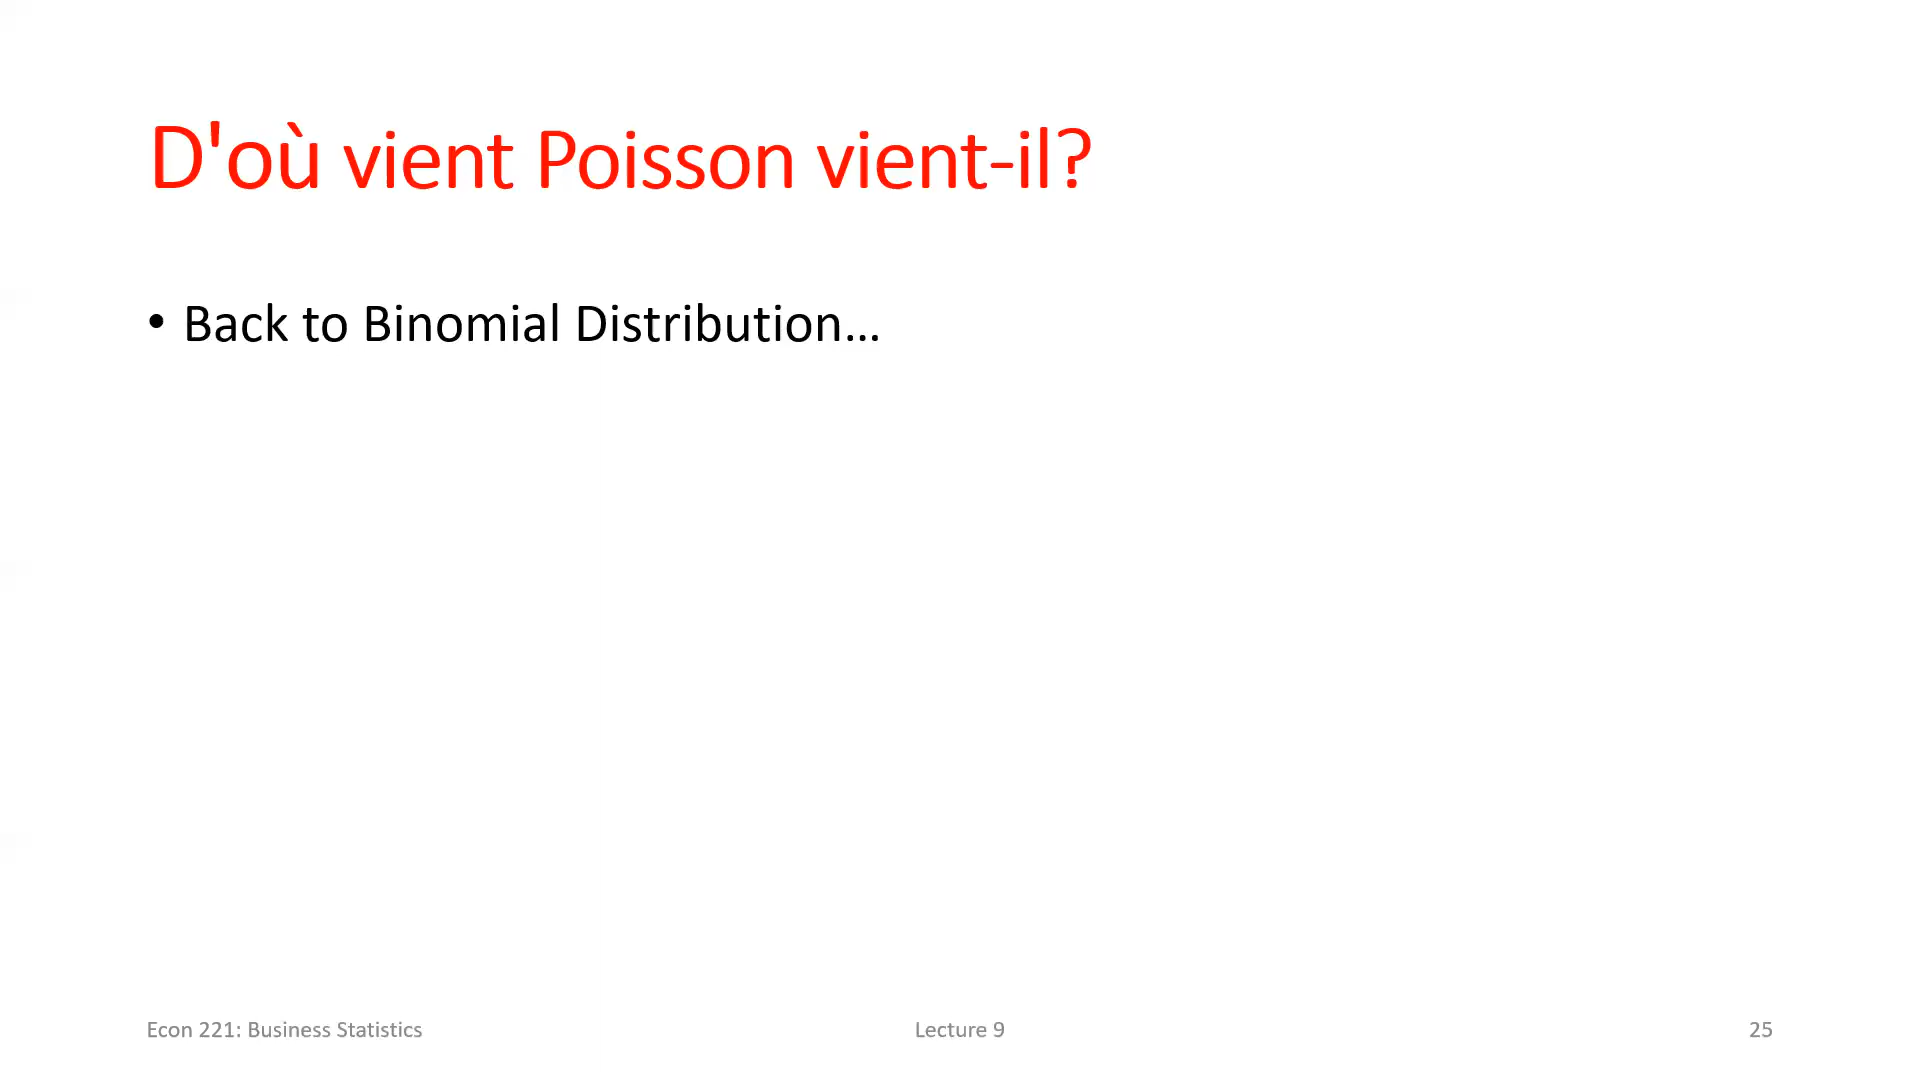 D'où vient Poisson vient-il?
• Back to Binomial Distribution…
Econ 221: Business Statistics
Lecture 9
25